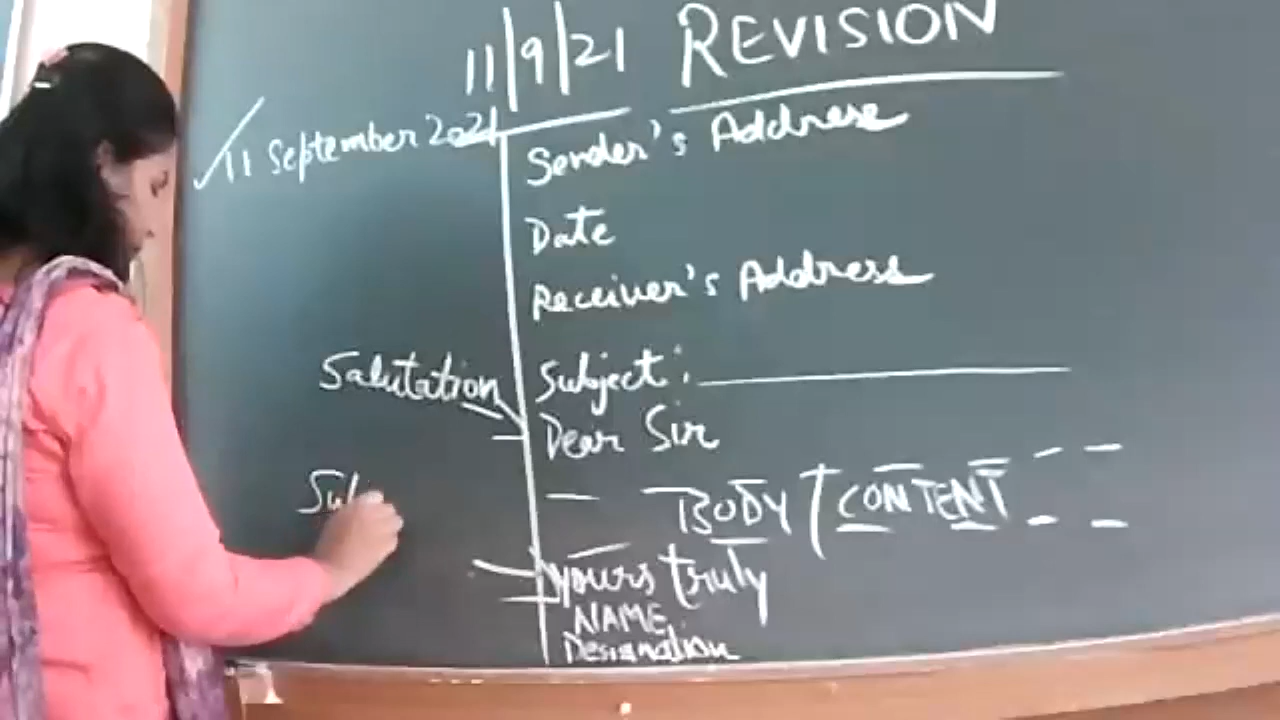 11/9/21 REVISION
11 September 2021
Sender's Address
Date
Receiver's Address
Salutation
Subject:
Dear Sir
BODY / CONTENT
Yours truly
NAME
Designation